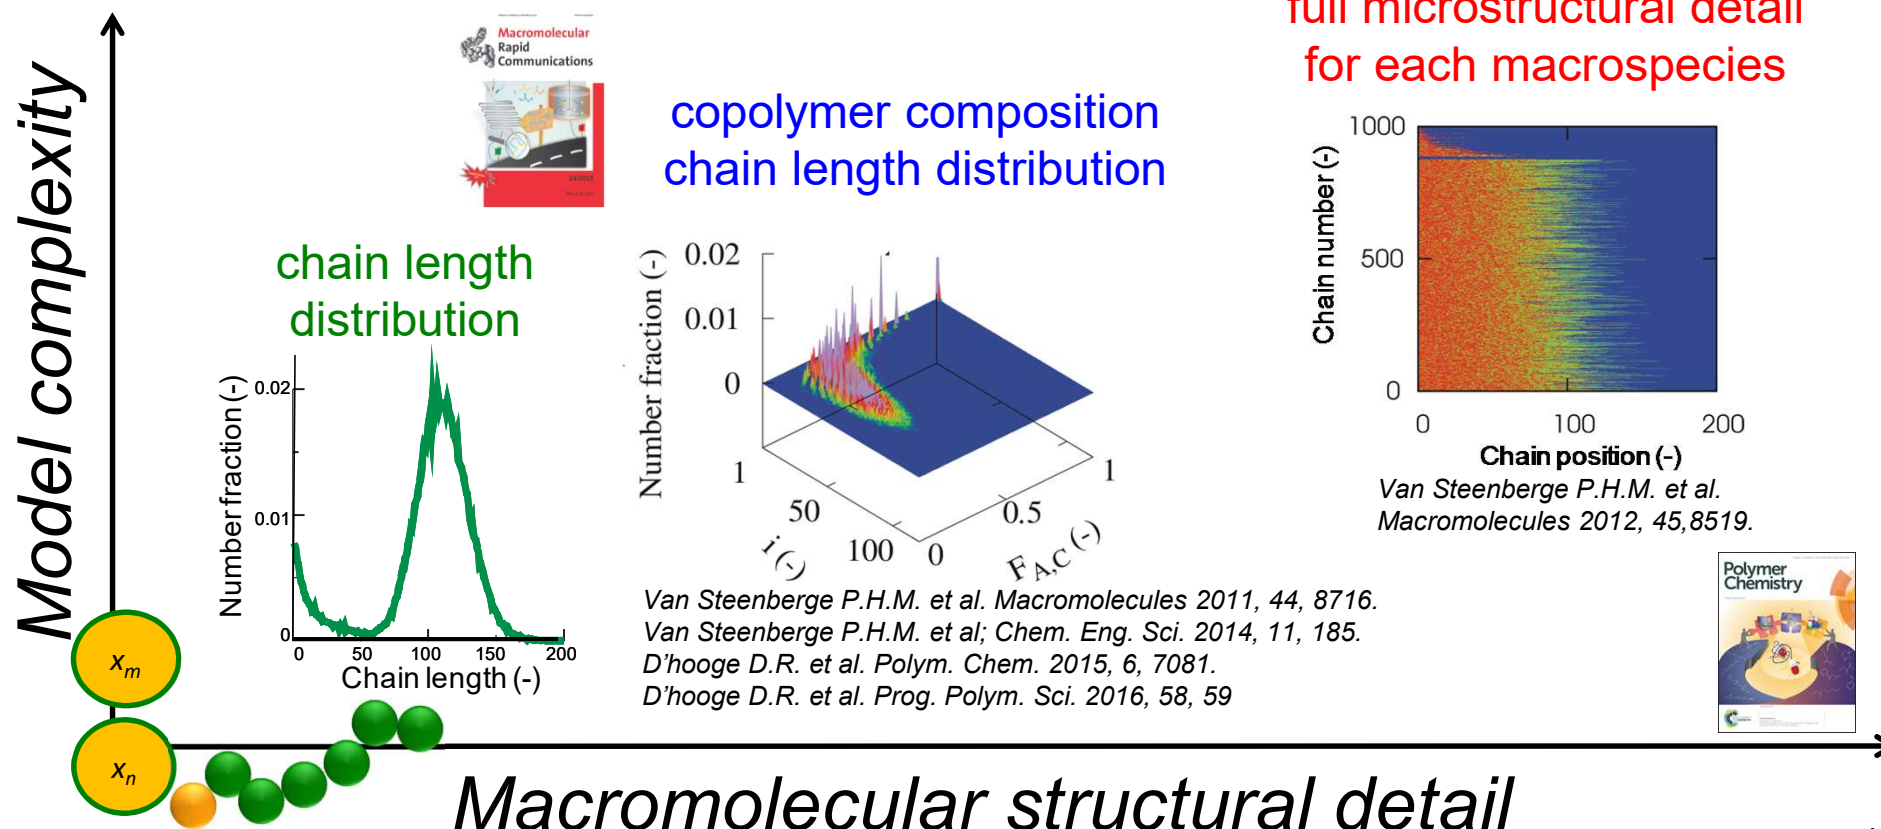 Model complexity
Macromolecular
Rapid
Communications
24/2015
full microstructural detail
for each macrospecies
copolymer composition
chain length distribution
chain length
distribution
Number fraction (-)
0.02
0.01
0
0
50
100
150
200
Chain length (-)
Number fraction (-)
0.02
0.01
0
1
50
100
i (-)
0
0.5
1
FA,C (-)
Chain number (-)
1000
500
0
0
100
200
Chain position (-)
Van Steenberge P.H.M. et al.
Macromolecules 2012, 45,8519.
Van Steenberge P.H.M. et al. Macromolecules 2011, 44, 8716.
Van Steenberge P.H.M. et al; Chem. Eng. Sci. 2014, 11, 185.
D’hooge D.R. et al. Polym. Chem. 2015, 6, 7081.
D’hooge D.R. et al. Prog. Polym. Sci. 2016, 58, 59
Polymer
Chemistry
xm
xn
Macromolecular structural detail